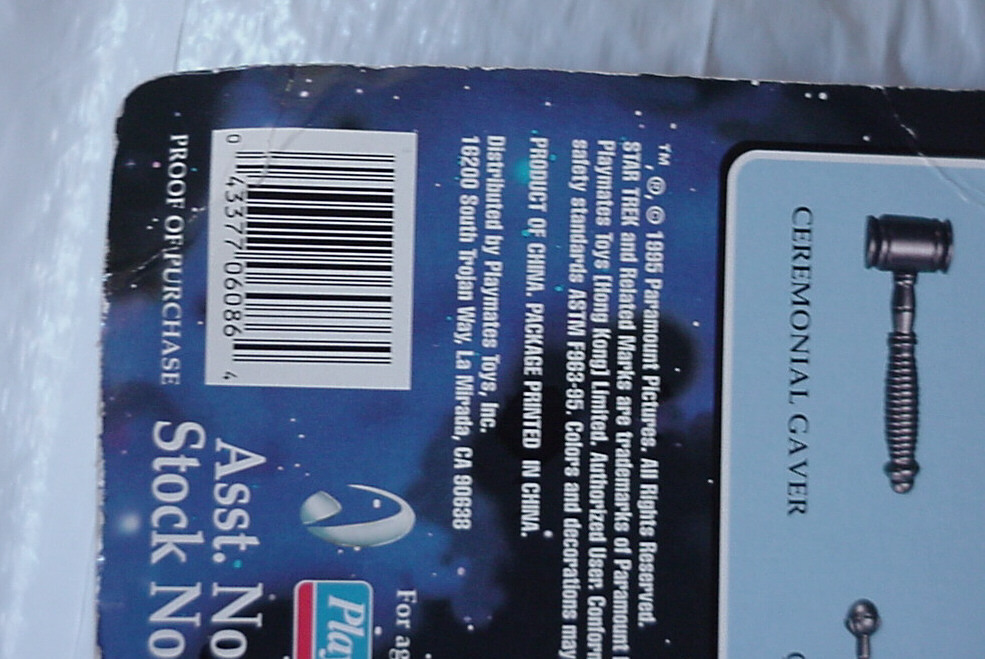 CEREMONIAL GAVER
™, ®, © 1995 Paramount Pictures. All Rights Reserved.
STAR TREK and Related Marks are trademarks of Paramount
Playmates Toys (Hong Kong) Limited. Authorized User. Conform
safety standards ASTM F963-95. Colors and decorations may
PRODUCT OF CHINA. PACKAGE PRINTED IN CHINA.
Distributed by Playmates Toys, Inc.
16200 South Trojan Way, La Mirada, CA 90638
For ag
Play
0 43377 06086 4
PROOF OF PURCHASE
Asst. No
Stock No